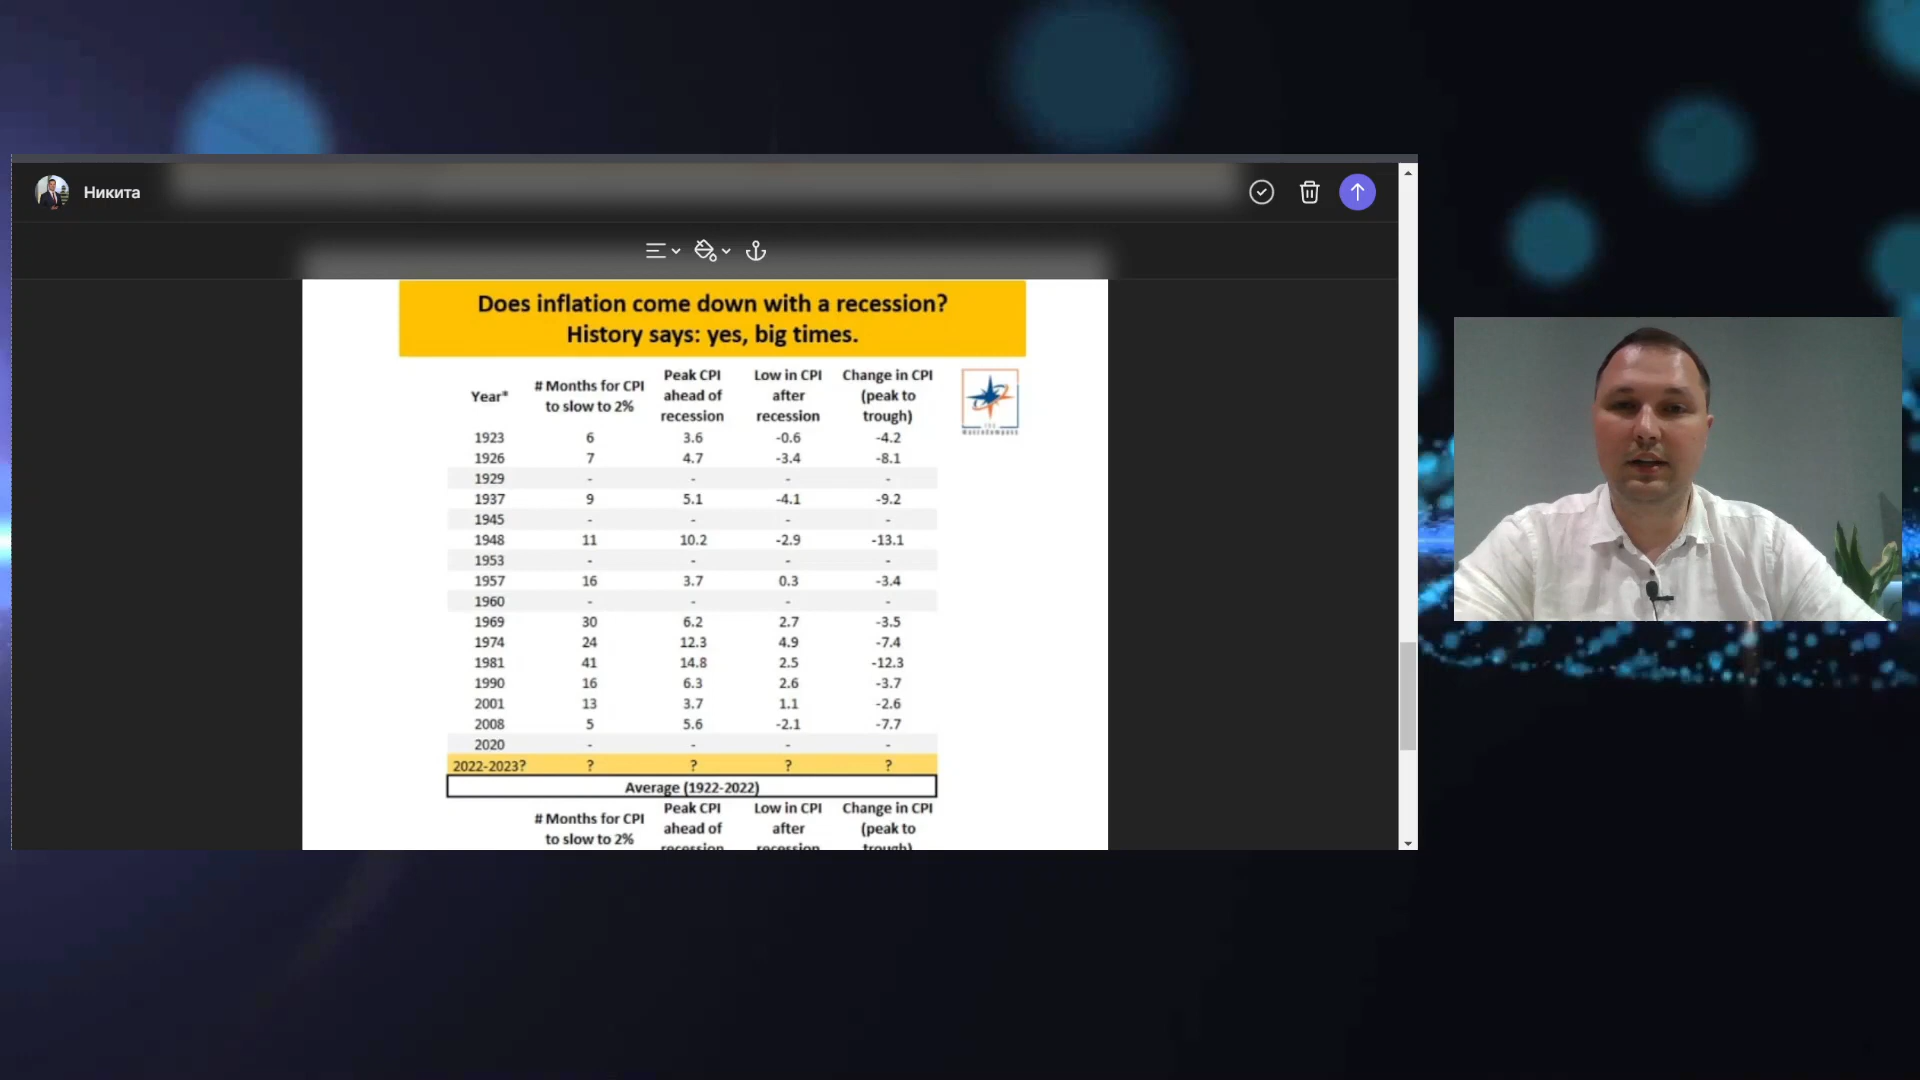 Никита
Does inflation come down with a recession?
History says: yes, big times.
Year* # Months for CPI to slow to 2% Peak CPI ahead of recession Low in CPI after recession Change in CPI (peak to trough)
1923 6 3.6 -0.6 -4.2
1926 7 4.7 -3.4 -8.1
1929 - - - -
1937 9 5.1 -4.1 -9.2
1945 - - - -
1948 11 10.2 -2.9 -13.1
1953 - - - -
1957 16 3.7 0.3 -3.4
1960 - - - -
1969 30 6.2 2.7 -3.5
1974 24 12.3 4.9 -7.4
1981 41 14.8 2.5 -12.3
1990 16 6.3 2.6 -3.7
2001 13 3.7 1.1 -2.6
2008 5 5.6 -2.1 -7.7
2020 - - - -
2022-2023? ? ? ? ?
Average (1922-2022)
# Months for CPI to slow to 2% Peak CPI ahead of recession Low in CPI after recession Change in CPI (peak to trough)